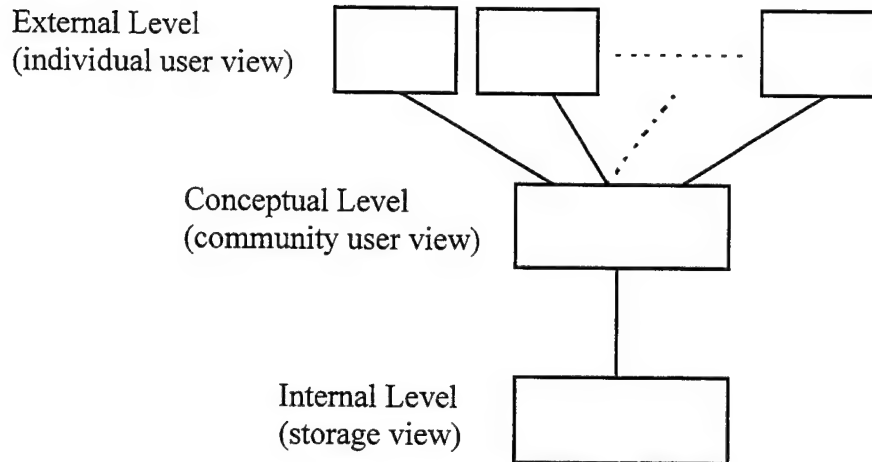 External Level
(individual user view)
Conceptual Level
(community user view)
Internal Level
(storage view)